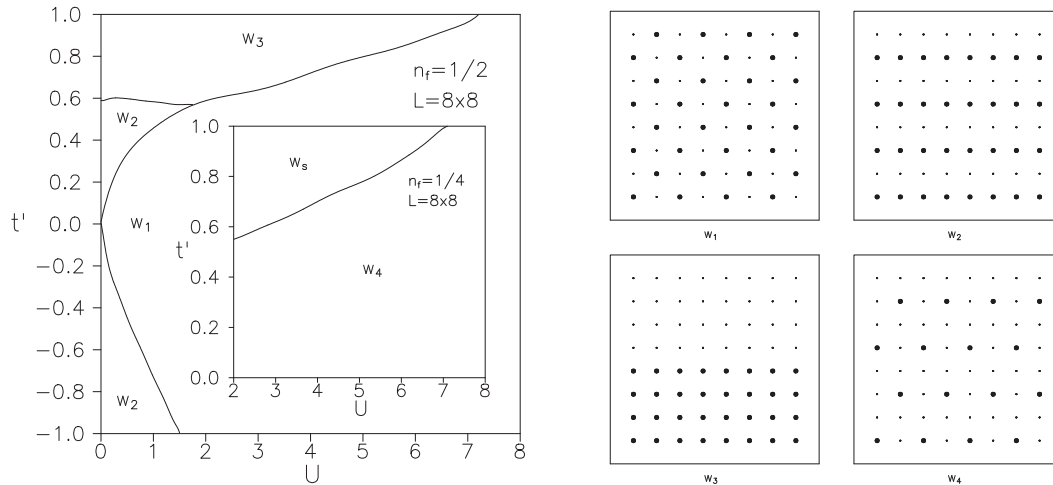 1.0
0.8
0.6
0.4
0.2
0.0
−0.2
−0.4
−0.6
−0.8
−1.0
t'
0 1 2 3 4 5 6 7 8
U
w₃
w₂
w₁
w₂
n_f=1/2
L=8x8
1.0
0.8
0.6
0.4
0.2
0.0
t'
2 3 4 5 6 7 8
U
w_s
w₄
n_f=1/4
L=8x8
w₁ w₂
w₃ w₄